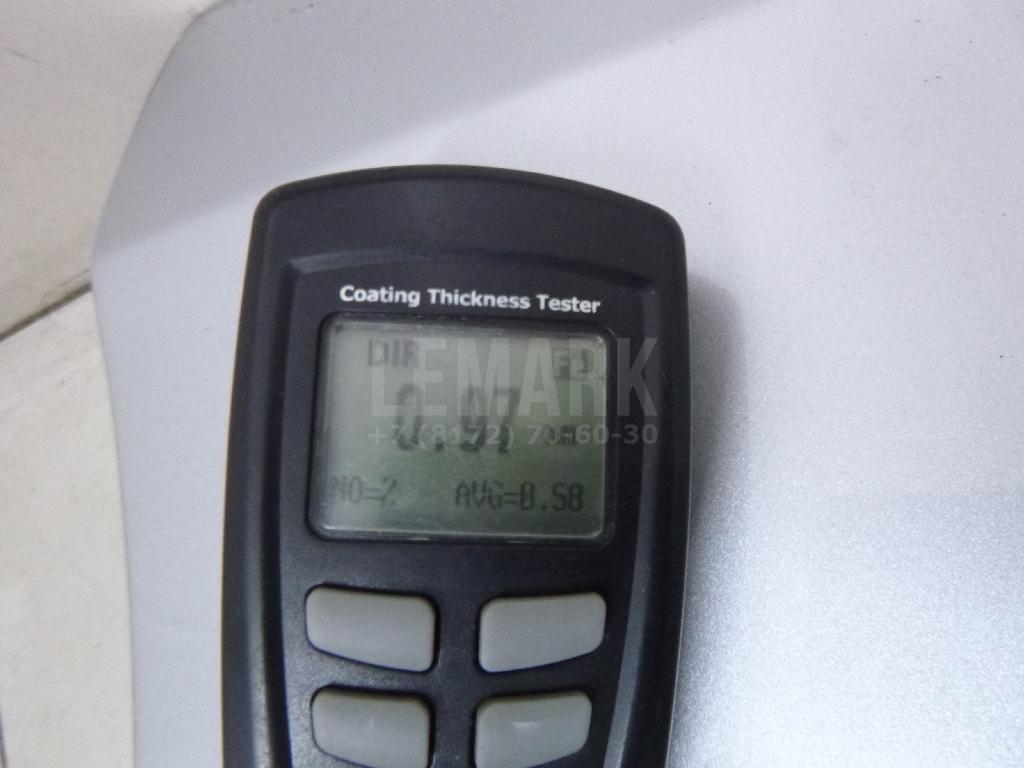 Coating Thickness Tester
DIR
LEMARK
+7 (8172) 70-60-30
NO=2 AVG=0.58